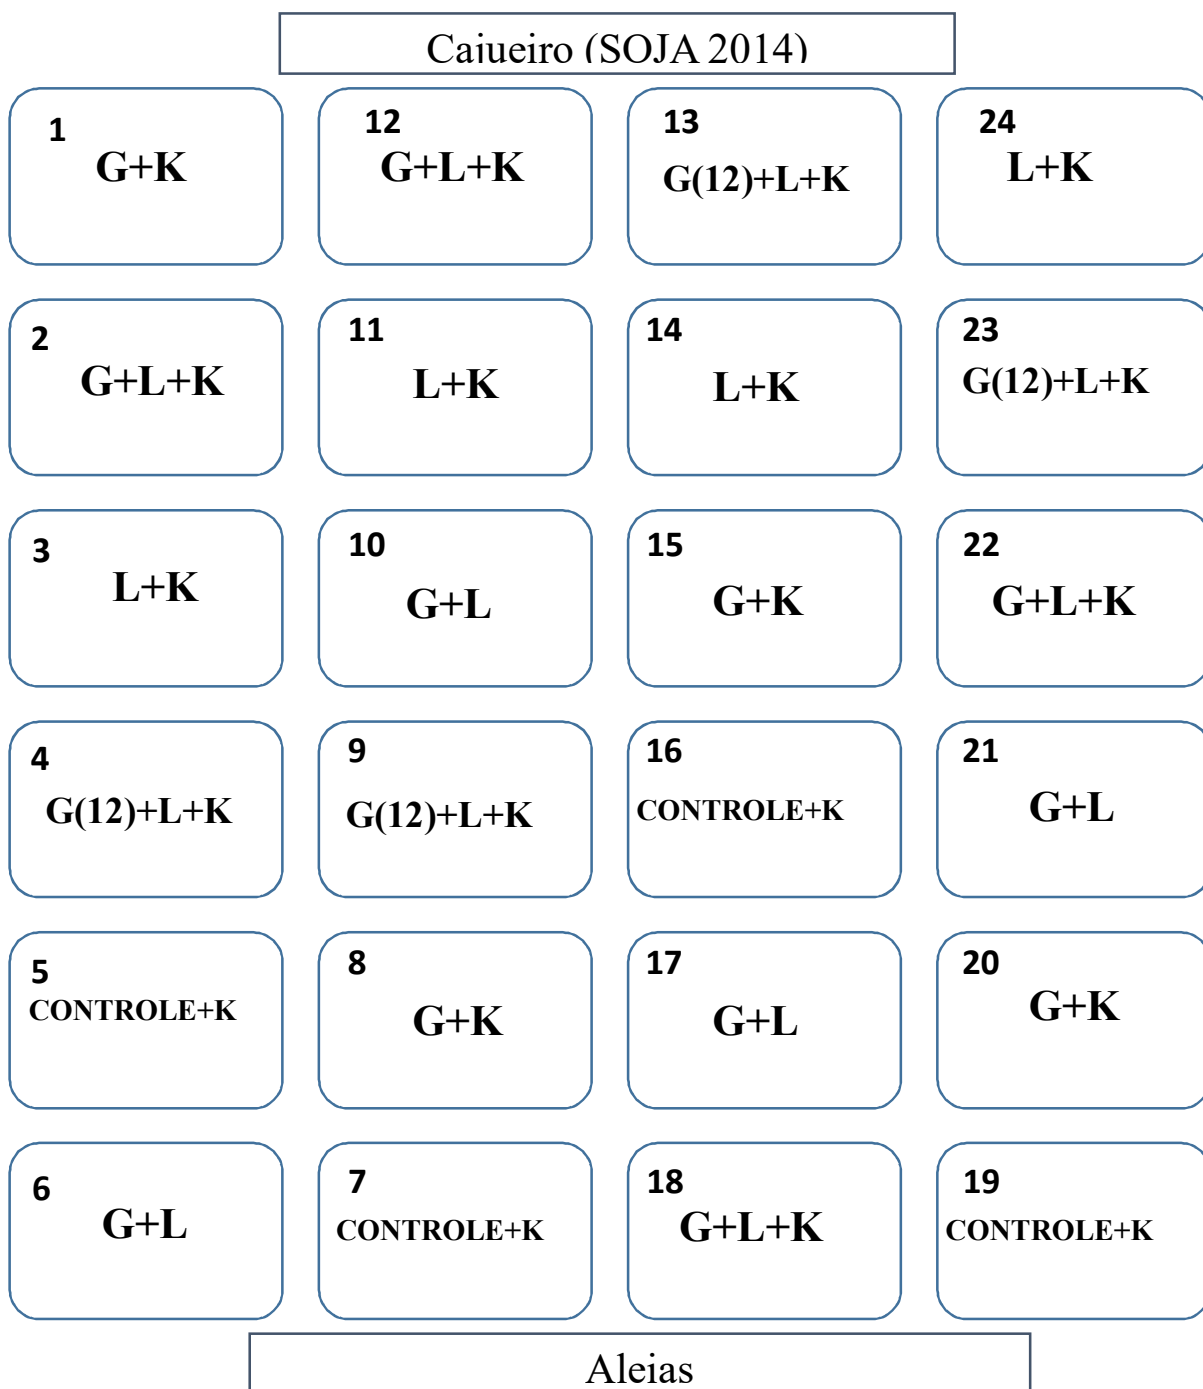 Cajueiro (SOJA 2014)
1
G+K
12
G+L+K
13
G(12)+L+K
24
L+K
2
G+L+K
11
L+K
14
L+K
23
G(12)+L+K
3
L+K
10
G+L
15
G+K
22
G+L+K
4
G(12)+L+K
9
G(12)+L+K
16
CONTROLE+K
21
G+L
5
CONTROLE+K
8
G+K
17
G+L
20
G+K
6
G+L
7
CONTROLE+K
18
G+L+K
19
CONTROLE+K
Aleias